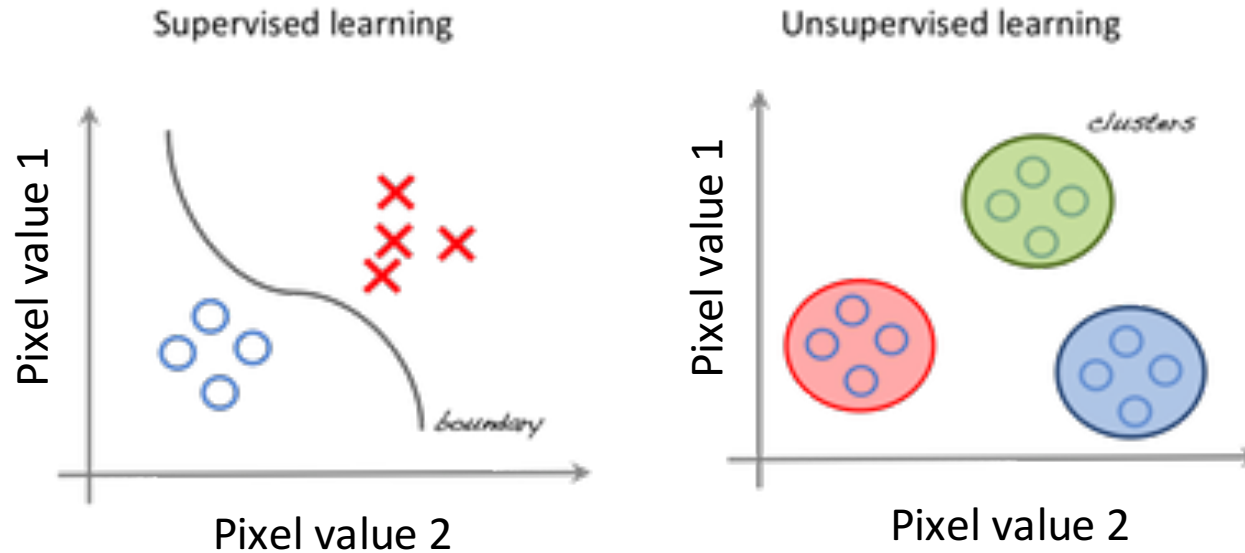 Supervised learning
Pixel value 1
boundary
Pixel value 2
Unsupervised learning
Pixel value 1
clusters
Pixel value 2